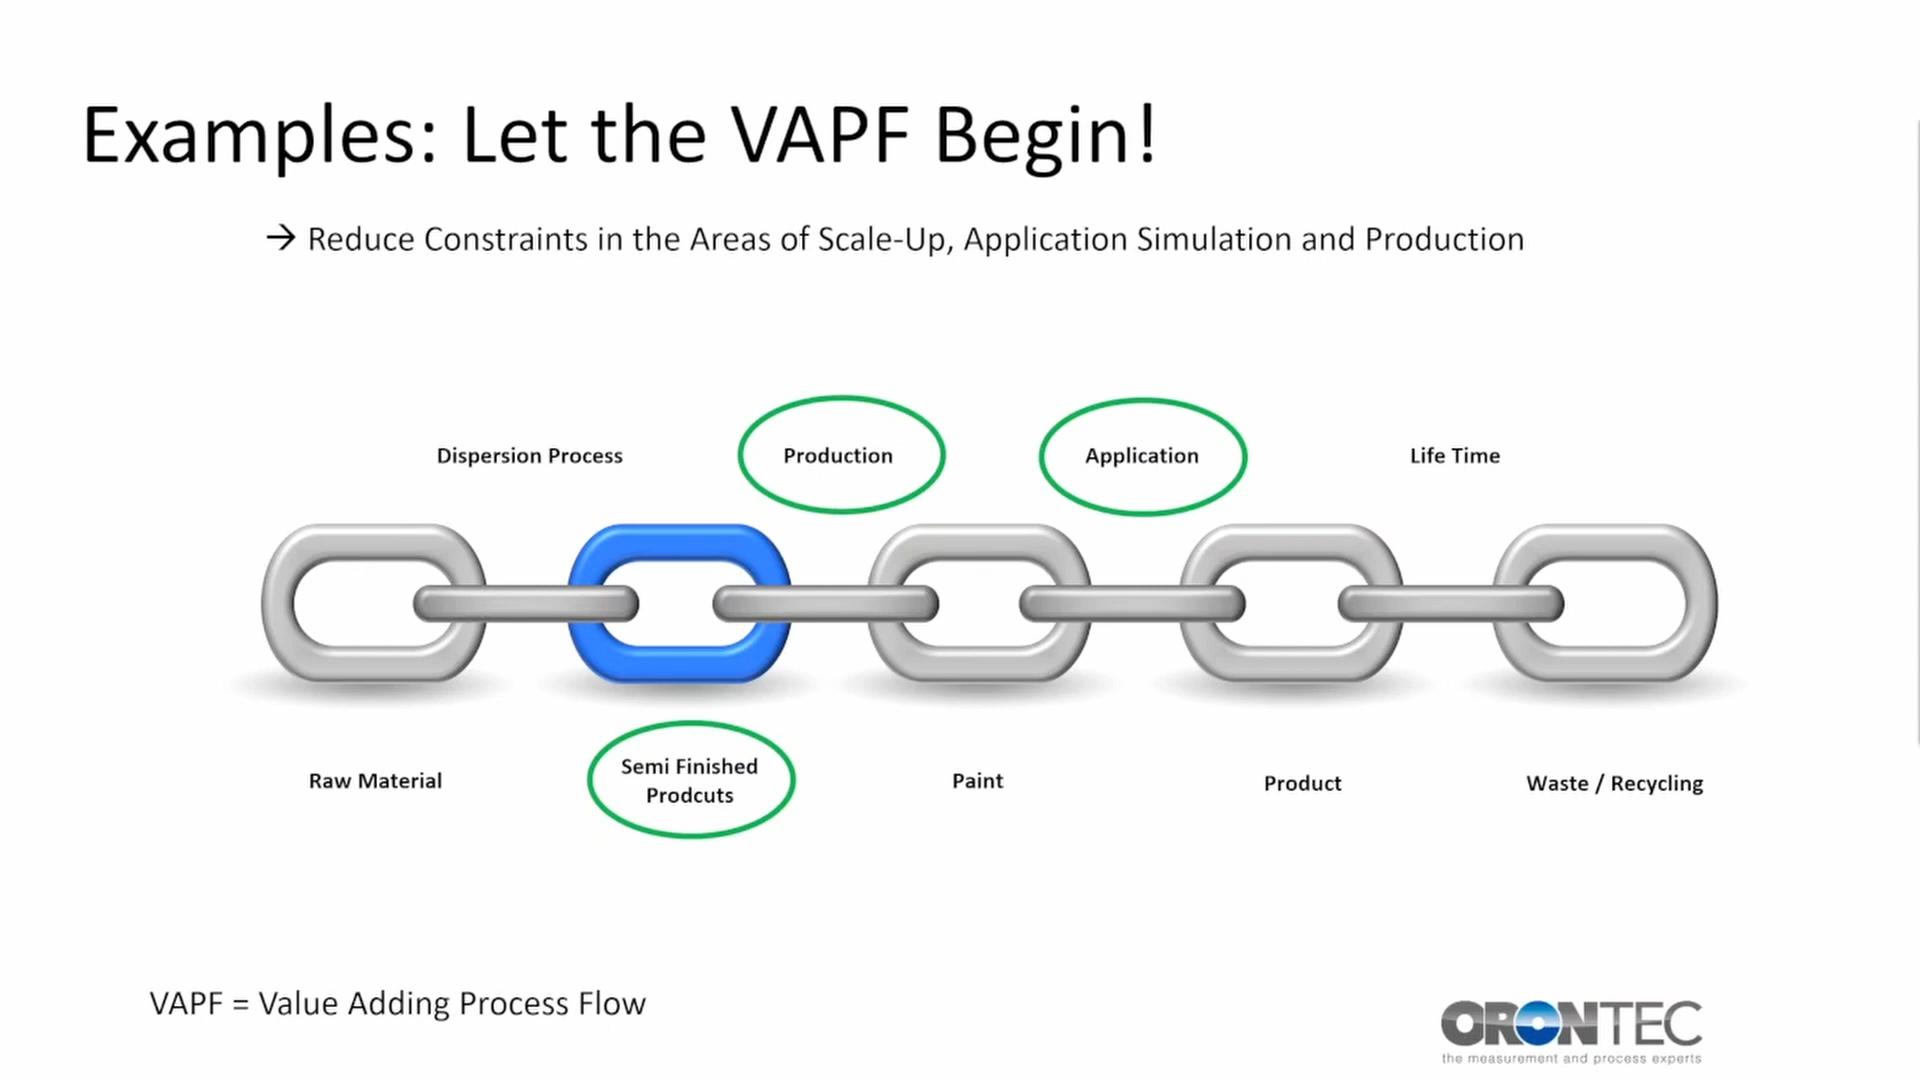 Examples: Let the VAPF Begin!
→ Reduce Constraints in the Areas of Scale-Up, Application Simulation and Production
Dispersion Process
Production
Application
Life Time
Raw Material
Semi Finished
Prodcuts
Paint
Product
Waste / Recycling
VAPF = Value Adding Process Flow
ORONTEC
the measurement and process experts